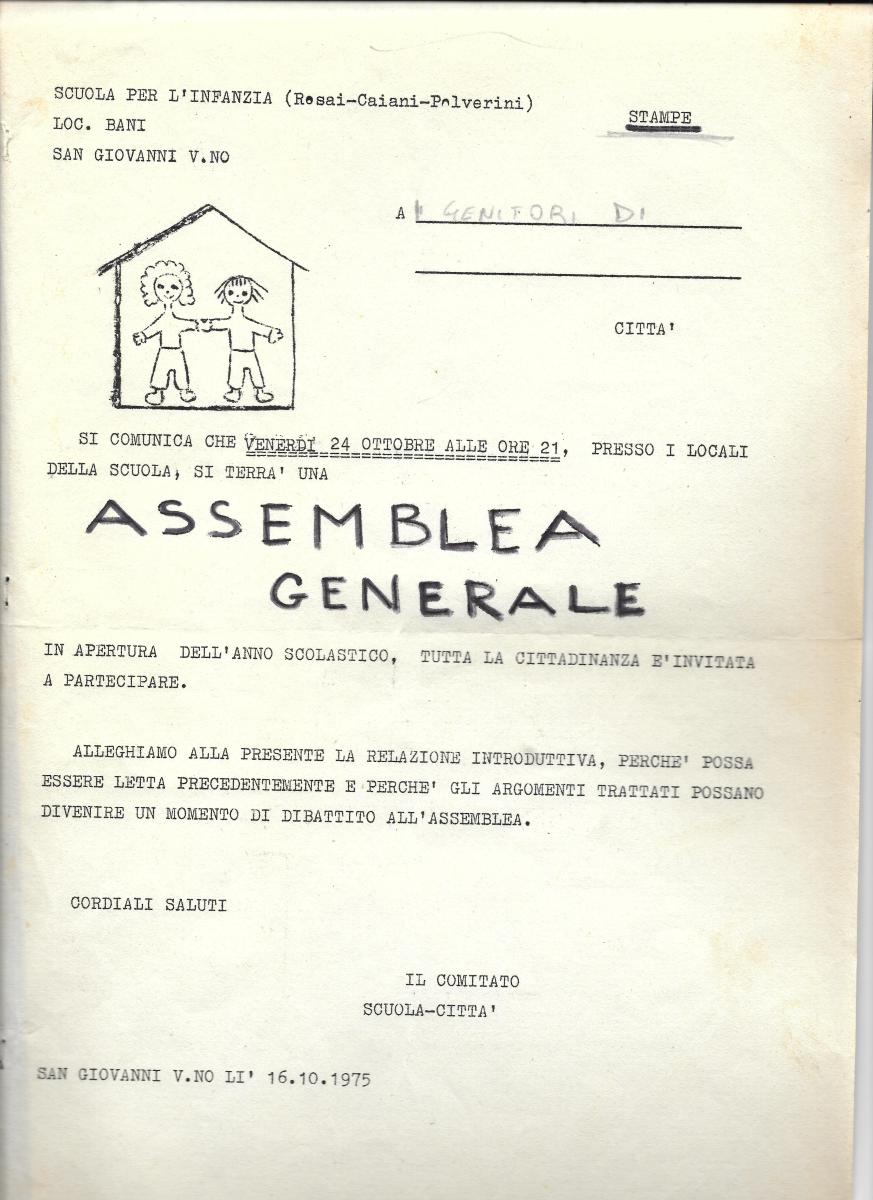 SCUOLA PER L'INFANZIA (Rosai-Caiani-Polverini)
STAMPE
LOC. BANI
SAN GIOVANNI V.NO
A I GENITORI DI
CITTA'
SI COMUNICA CHE VENERDI 24 OTTOBRE ALLE ORE 21, PRESSO I LOCALI
DELLA SCUOLA, SI TERRA' UNA
ASSEMBLEA
GENERALE
IN APERTURA DELL'ANNO SCOLASTICO, TUTTA LA CITTADINANZA E'INVITATA
A PARTECIPARE.
ALLEGHIAMO ALLA PRESENTE LA RELAZIONE INTRODUTTIVA, PERCHE' POSSA
ESSERE LETTA PRECEDENTEMENTE E PERCHE' GLI ARGOMENTI TRATTATI POSSANO
DIVENIRE UN MOMENTO DI DIBATTITO ALL'ASSEMBLEA.
CORDIALI SALUTI
IL COMITATO
SCUOLA-CITTA'
SAN GIOVANNI V.NO LI' 16.10.1975